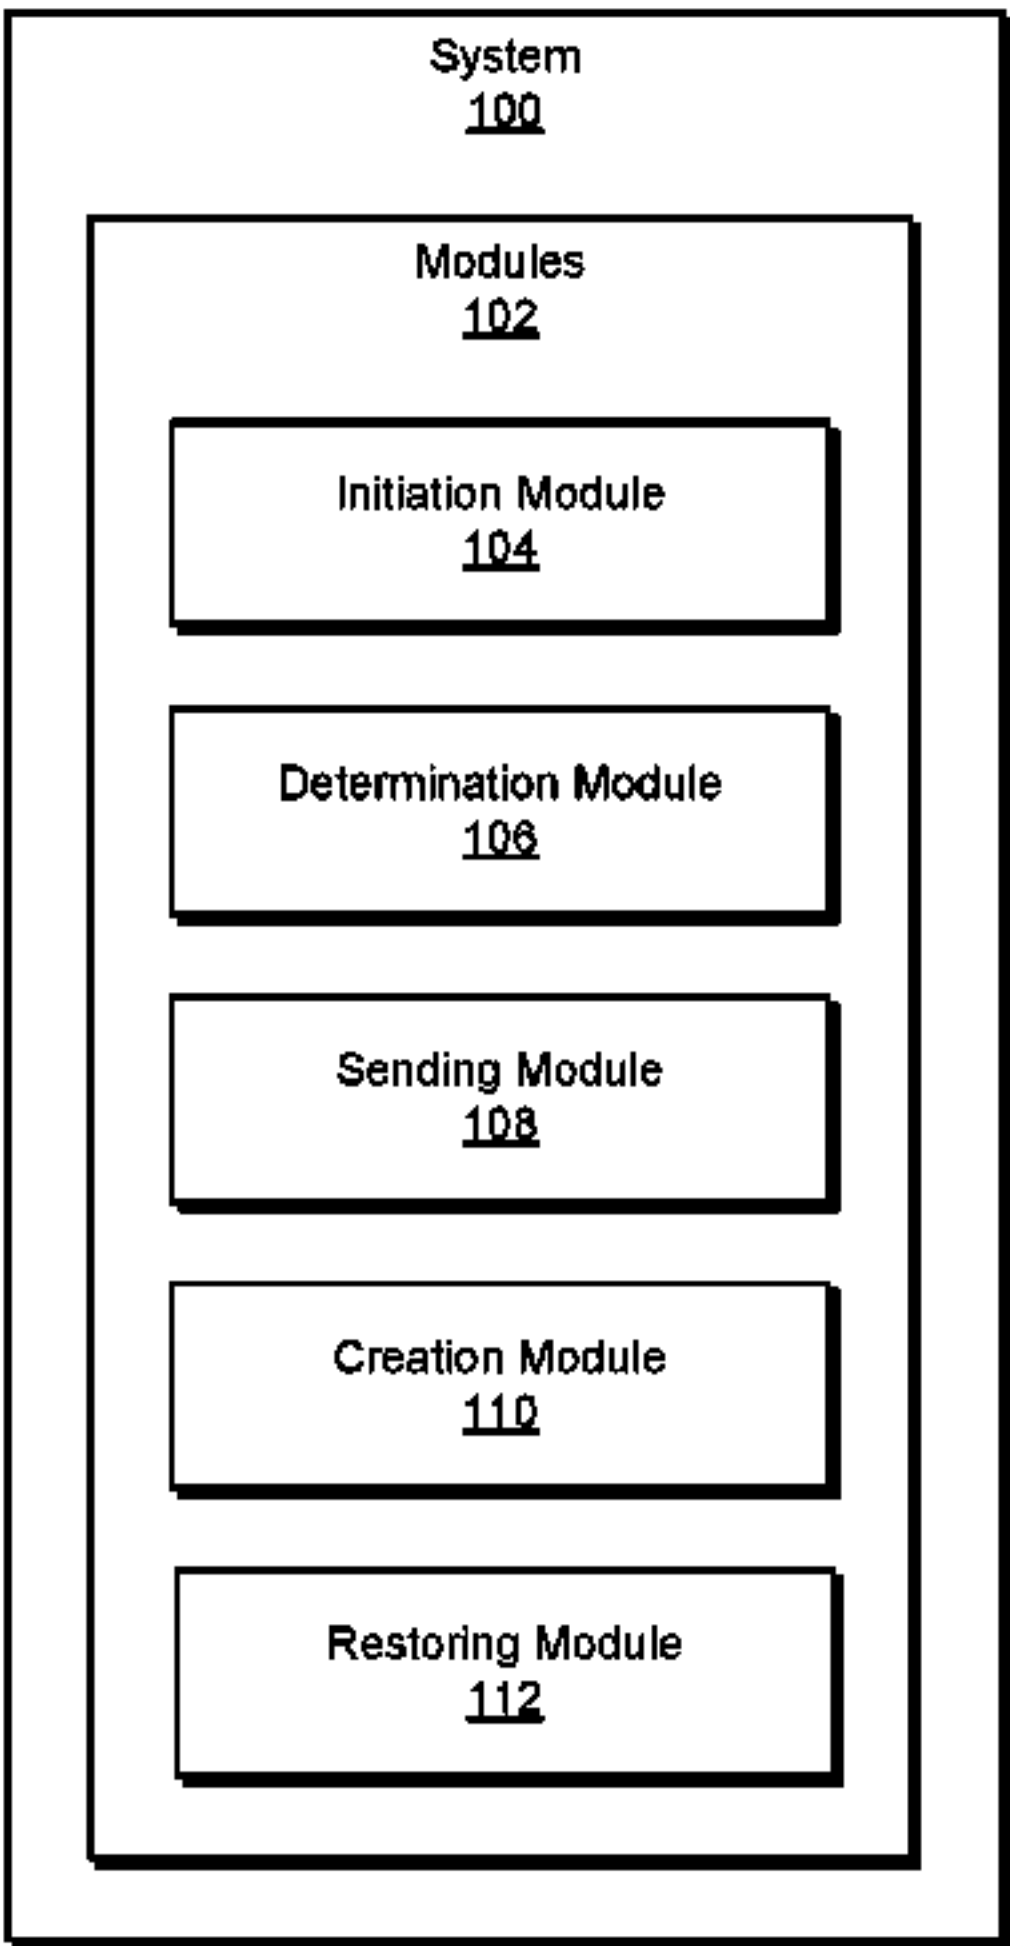 System
100
Modules
102
Initiation Module
104
Determination Module
106
Sending Module
108
Creation Module
110
Restoring Module
112